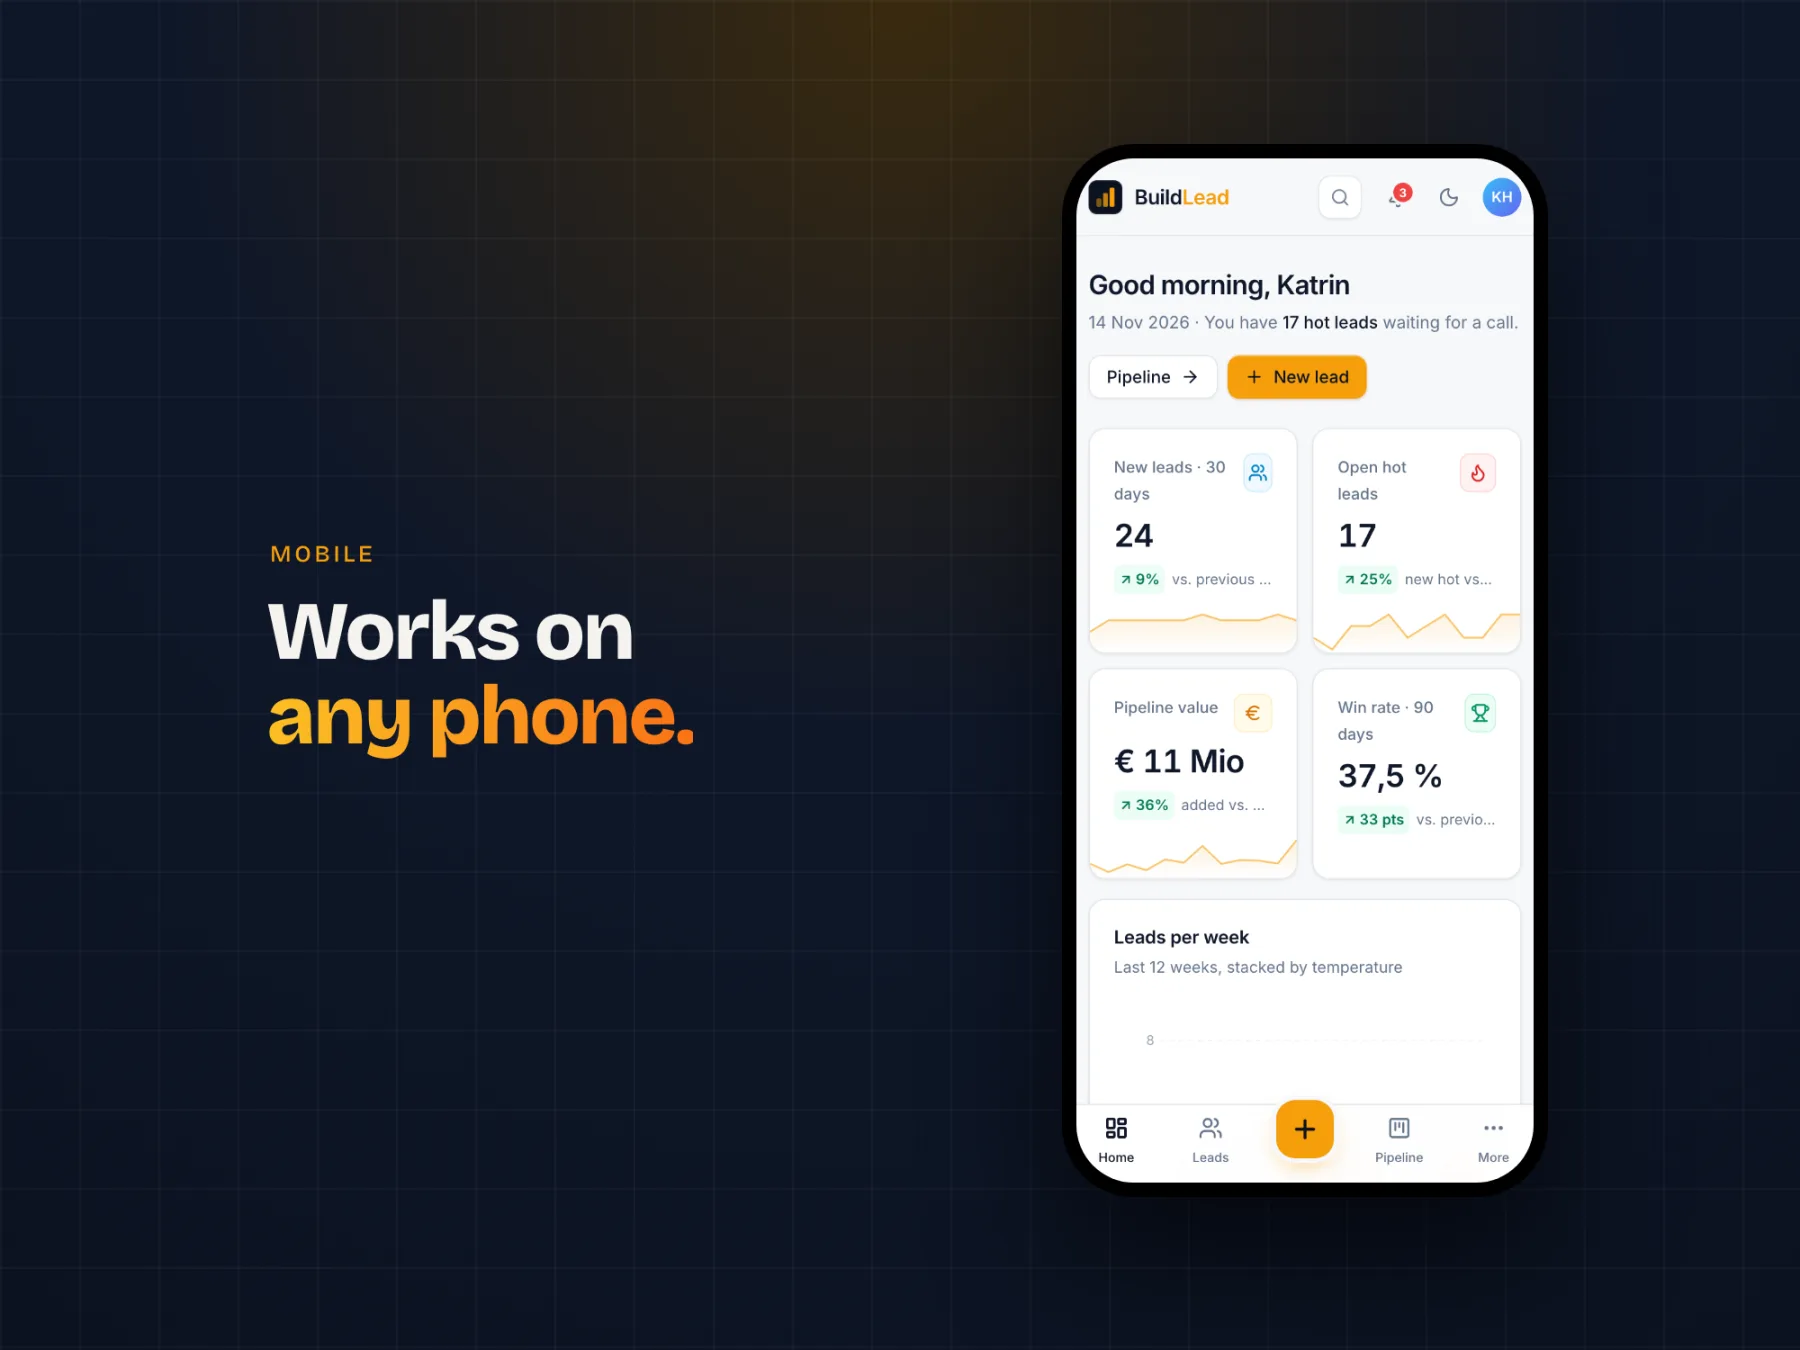 MOBILE
Works on
any phone.
BuildLead
3
KH
Good morning, Katrin
14 Nov 2026 · You have 17 hot leads waiting for a call.
Pipeline →
+ New lead
New leads · 30
days
24
↗ 9% vs. previous ...
Open hot
leads
17
↗ 25% new hot vs...
Pipeline value
€
€ 11 Mio
↗ 36% added vs. ...
Win rate · 90
days
37,5 %
↗ 33 pts vs. previo...
Leads per week
Last 12 weeks, stacked by temperature
8
Home
Leads
+
Pipeline
More